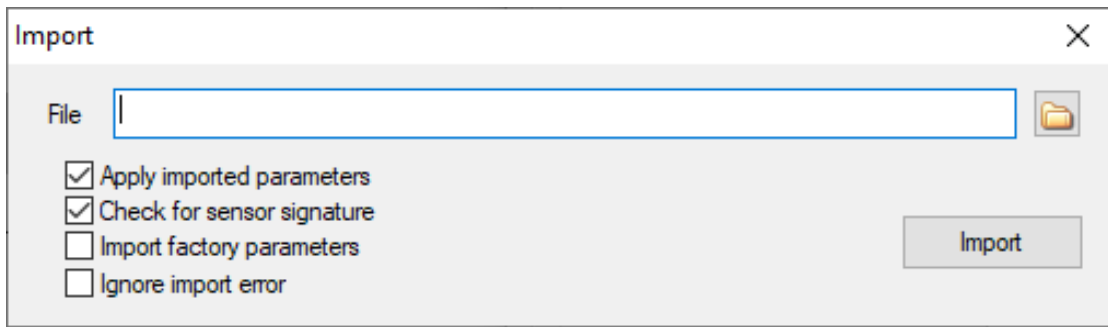 Import
File
Apply imported parameters
Check for sensor signature
Import factory parameters
Import
Ignore import error